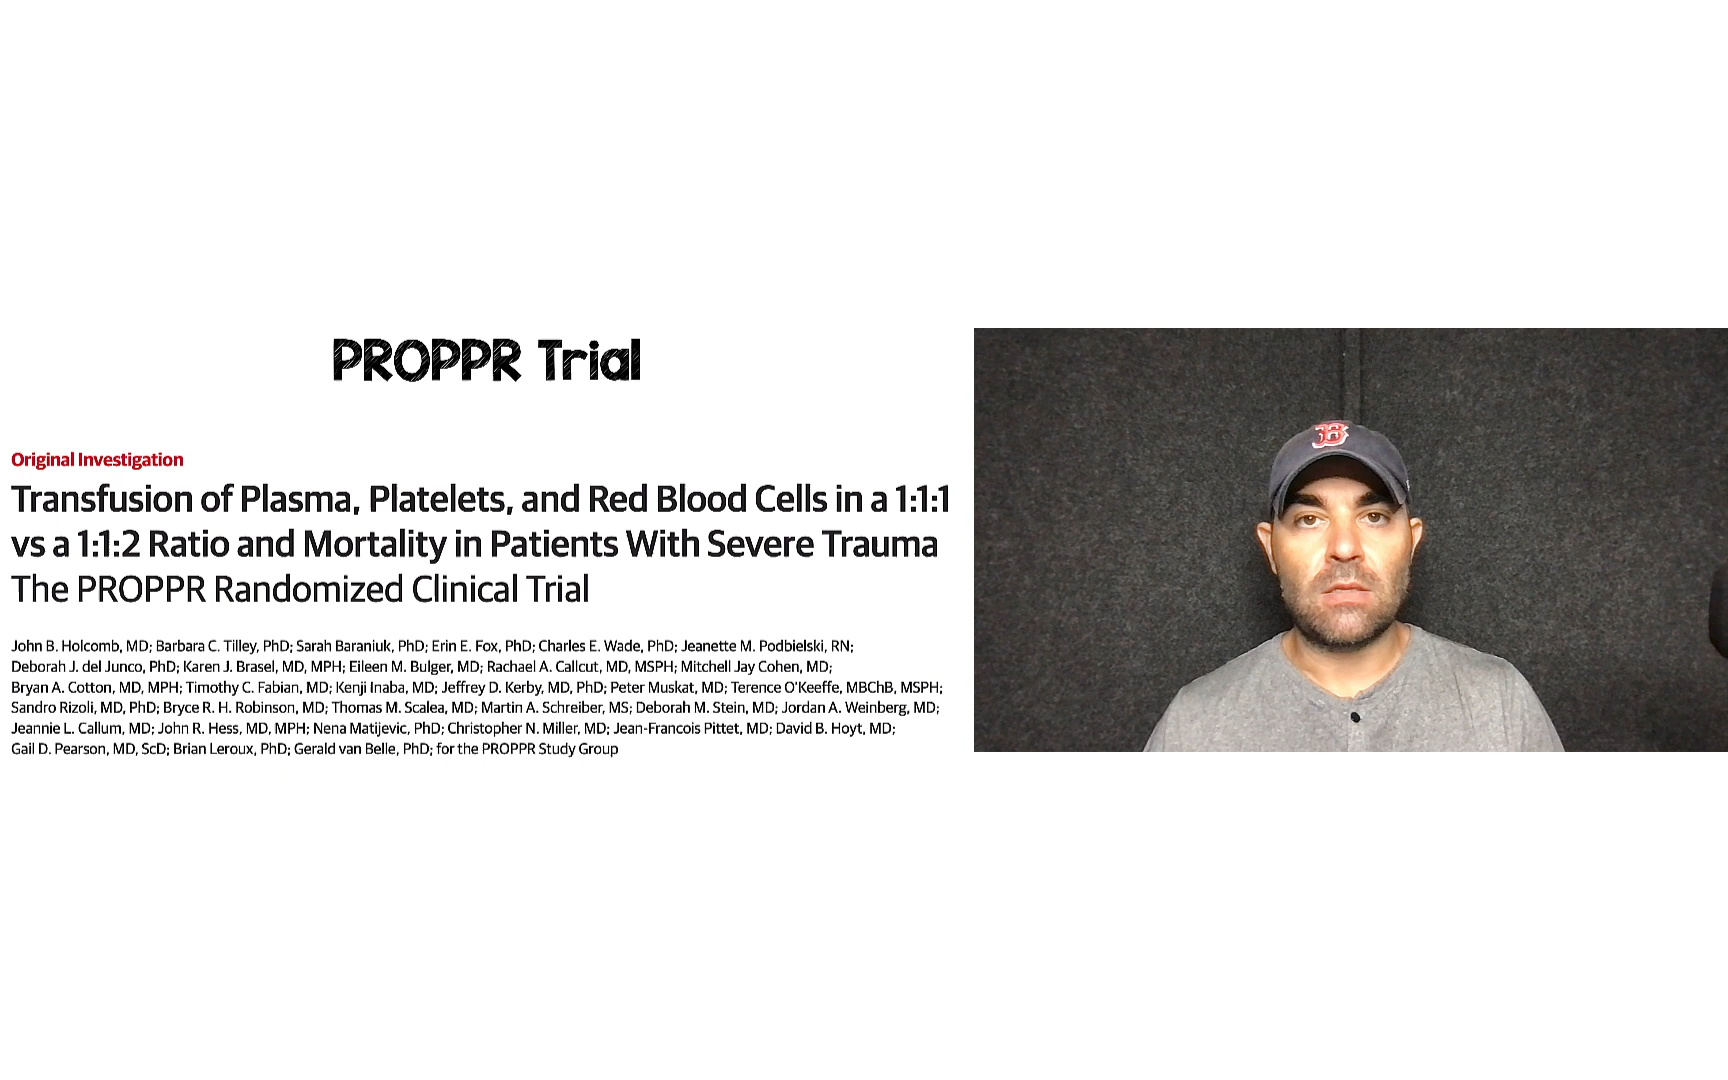 PROPPR Trial
Original Investigation
Transfusion of Plasma, Platelets, and Red Blood Cells in a 1:1:1
vs a 1:1:2 Ratio and Mortality in Patients With Severe Trauma
The PROPPR Randomized Clinical Trial
John B. Holcomb, MD; Barbara C. Tilley, PhD; Sarah Baraniuk, PhD; Erin E. Fox, PhD; Charles E. Wade, PhD; Jeanette M. Podbielski, RN;
Deborah J. del Junco, PhD; Karen J. Brasel, MD, MPH; Eileen M. Bulger, MD; Rachael A. Callcut, MD, MSPH; Mitchell Jay Cohen, MD;
Bryan A. Cotton, MD, MPH; Timothy C. Fabian, MD; Kenji Inaba, MD; Jeffrey D. Kerby, MD, PhD; Peter Muskat, MD; Terence O'Keeffe, MBChB, MSPH;
Sandro Rizoli, MD, PhD; Bryce R. H. Robinson, MD; Thomas M. Scalea, MD; Martin A. Schreiber, MS; Deborah M. Stein, MD; Jordan A. Weinberg, MD;
Jeannie L. Callum, MD; John R. Hess, MD, MPH; Nena Matijevic, PhD; Christopher N. Miller, MD; Jean-Francois Pittet, MD; David B. Hoyt, MD;
Gail D. Pearson, MD, ScD; Brian Leroux, PhD; Gerald van Belle, PhD; for the PROPPR Study Group
B